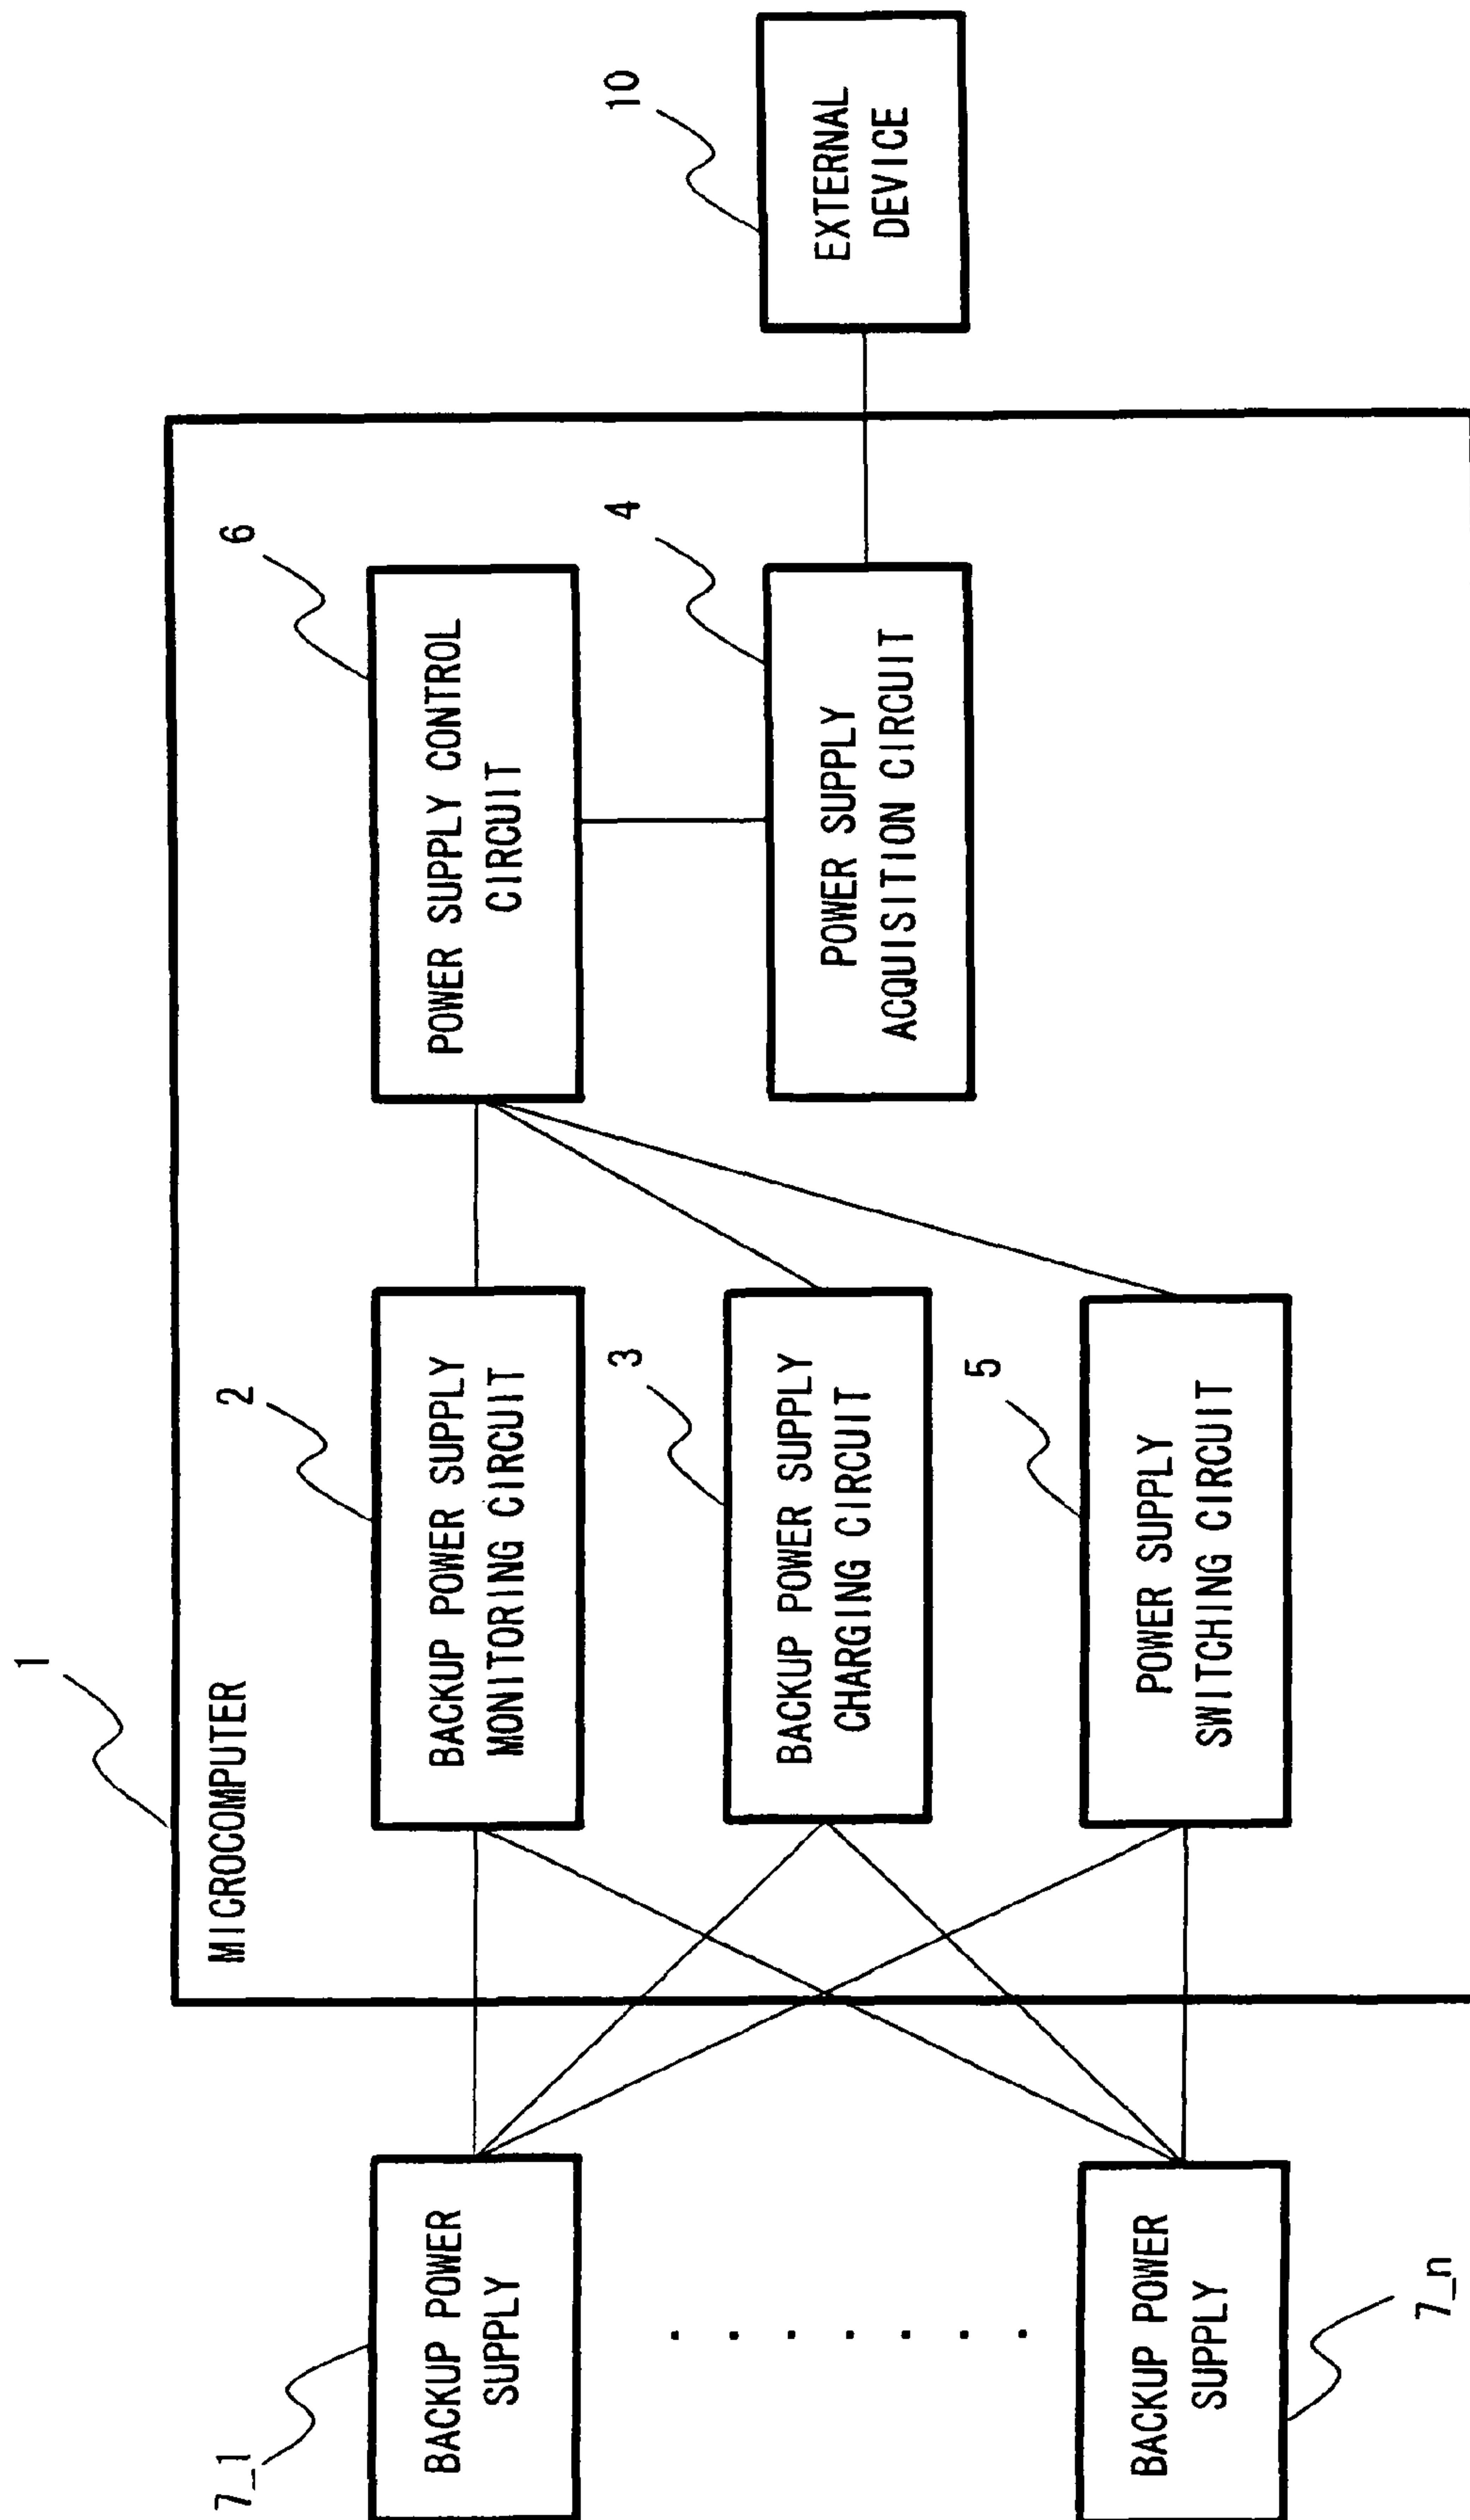 1
MICROCOMPUTER
7_1
BACKUP POWER
SUPPLY
2
BACKUP POWER SUPPLY
MONITORING CIRCUIT
6
POWER SUPPLY CONTROL
CIRCUIT
3
BACKUP POWER SUPPLY
CHARGING CIRCUIT
4
POWER SUPPLY
ACQUISITION CIRCUIT
10
EXTERNAL
DEVICE
5
POWER SUPPLY
SWITCHING CIRCUIT
BACKUP POWER
SUPPLY
7_n